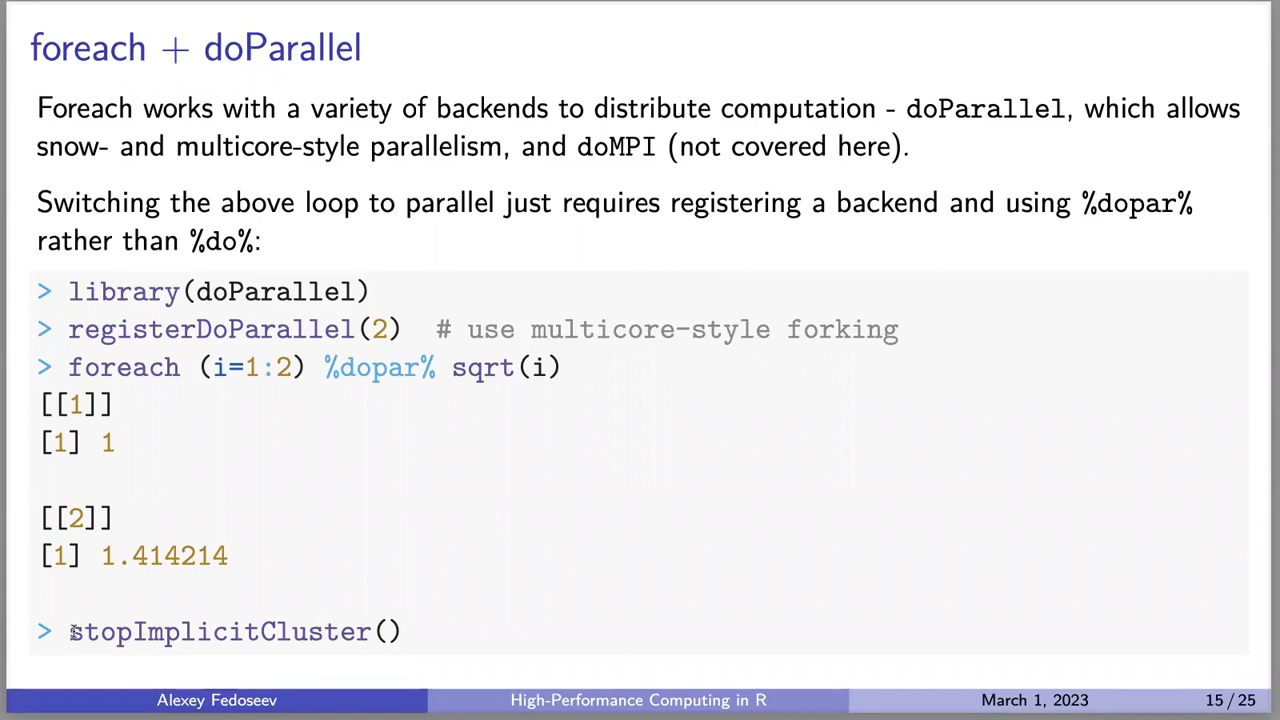 foreach + doParallel
Foreach works with a variety of backends to distribute computation - doParallel, which allows
snow- and multicore-style parallelism, and doMPI (not covered here).
Switching the above loop to parallel just requires registering a backend and using %dopar%
rather than %do%:
> library(doParallel)
> registerDoParallel(2)  # use multicore-style forking
> foreach (i=1:2) %dopar% sqrt(i)
[[1]]
[1] 1
[[2]]
[1] 1.414214
> stopImplicitCluster()
Alexey Fedoseev High-Performance Computing in R March 1, 2023 15 / 25